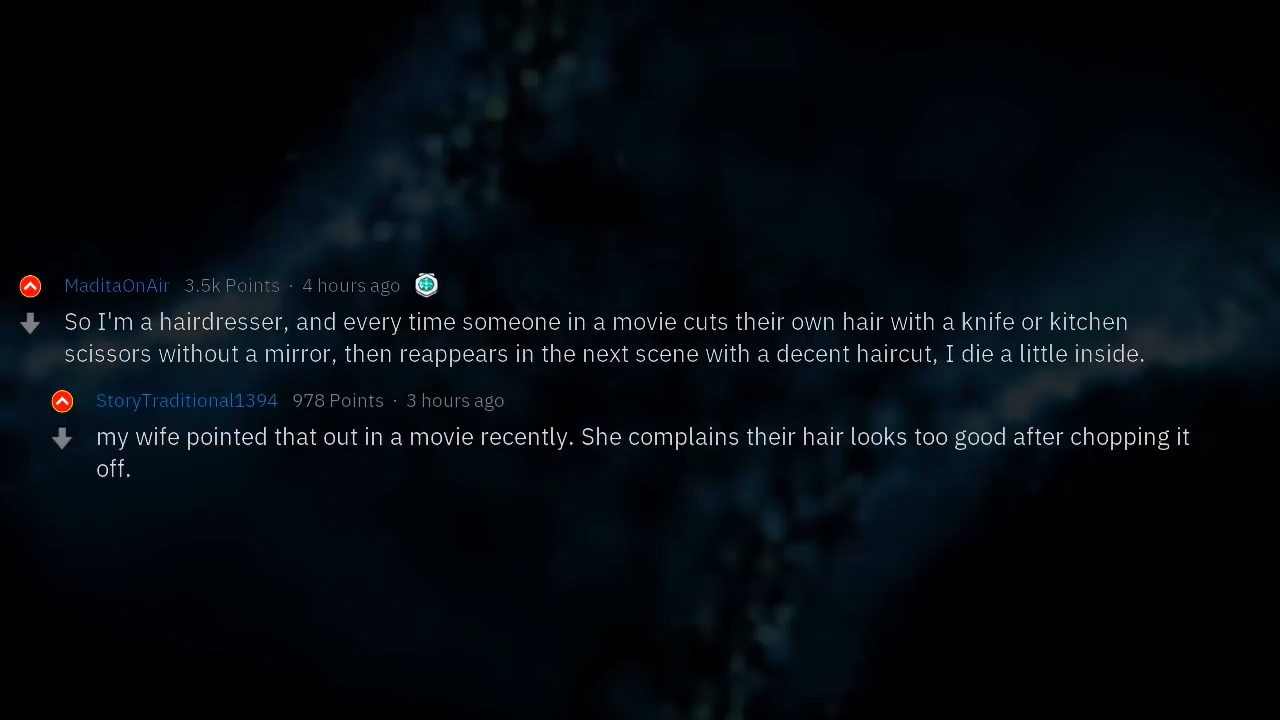 MaditaOnAir 3.5k Points · 4 hours ago
So I'm a hairdresser, and every time someone in a movie cuts their own hair with a knife or kitchen
scissors without a mirror, then reappears in the next scene with a decent haircut, I die a little inside.
StoryTraditional1394 978 Points · 3 hours ago
my wife pointed that out in a movie recently. She complains their hair looks too good after chopping it
off.